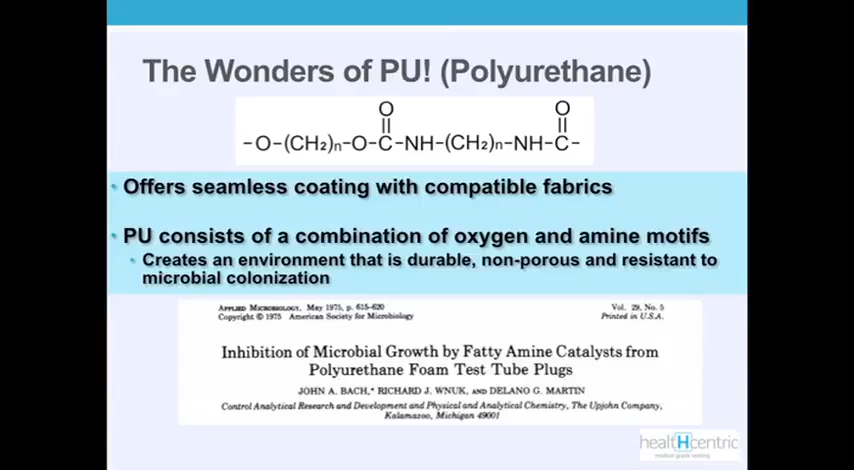 The Wonders of PU! (Polyurethane)
O O
|| ||
-O-(CH₂)n-O-C-NH-(CH₂)n-NH-C-
• Offers seamless coating with compatible fabrics
• PU consists of a combination of oxygen and amine motifs
• Creates an environment that is durable, non-porous and resistant to
microbial colonization
APPLIED MICROBIOLOGY, May 1975, p. 615-620 Vol. 29, No. 5
Copyright © 1975 American Society for Microbiology Printed in U.S.A.
Inhibition of Microbial Growth by Fatty Amine Catalysts from
Polyurethane Foam Test Tube Plugs
JOHN A. BACH,* RICHARD J. WNUK, AND DELANO G. MARTIN
Control Analytical Research and Development and Physical and Analytical Chemistry, The Upjohn Company,
Kalamazoo, Michigan 49001
healtHcentric
medical grade seating